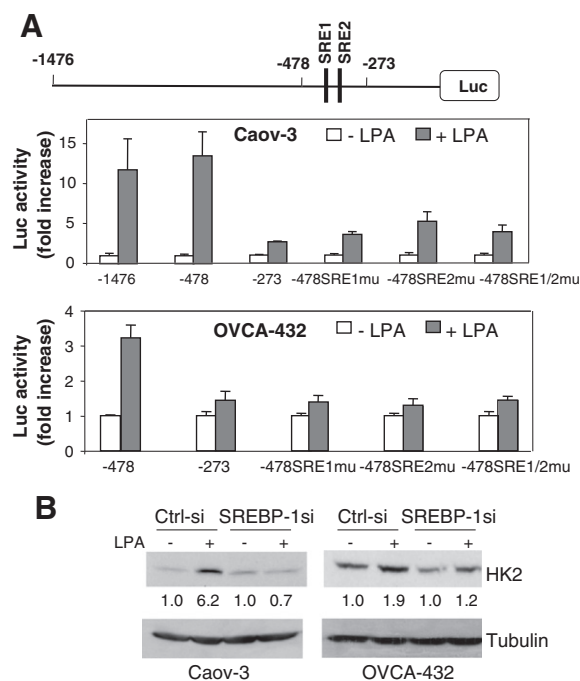 A
SRE1
SRE2
-1476
-478
-273
Luc
Luc activity
(fold increase)
15
10
5
0
Caov-3
- LPA
+ LPA
-1476
-478
-273
-478SRE1mu
-478SRE2mu
-478SRE1/2mu
Luc activity
(fold increase)
4
3
2
1
0
OVCA-432
- LPA
+ LPA
-478
-273
-478SRE1mu
-478SRE2mu
-478SRE1/2mu
B
Ctrl-si SREBP-1si Ctrl-si SREBP-1si
LPA - + - + - + - +
HK2
1.0 6.2 1.0 0.7 1.0 1.9 1.0 1.2
Tubulin
Caov-3 OVCA-432